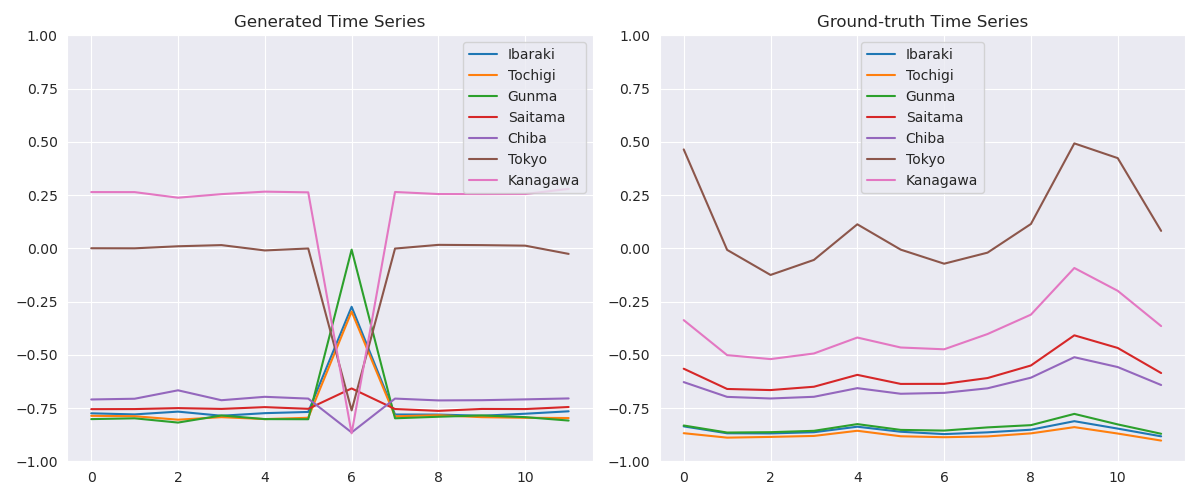 Generated Time Series
1.00
0.75
0.50
0.25
0.00
−0.25
−0.50
−0.75
−1.00
0 2 4 6 8 10
Ibaraki
Tochigi
Gunma
Saitama
Chiba
Tokyo
Kanagawa
Ground-truth Time Series
1.00
0.75
0.50
0.25
0.00
−0.25
−0.50
−0.75
−1.00
0 2 4 6 8 10
Ibaraki
Tochigi
Gunma
Saitama
Chiba
Tokyo
Kanagawa